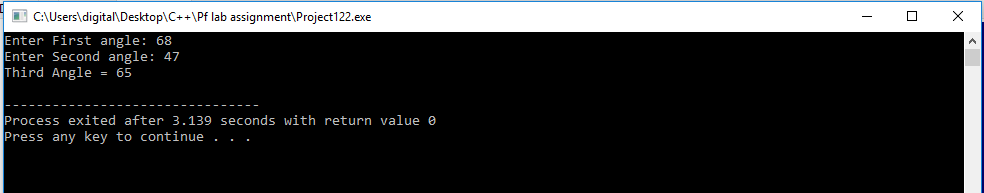 C:\Users\digital\Desktop\C++\Pf lab assignment\Project122.exe
Enter First angle: 68
Enter Second angle: 47
Third Angle = 65
--------------------------------
Process exited after 3.139 seconds with return value 0
Press any key to continue . . .